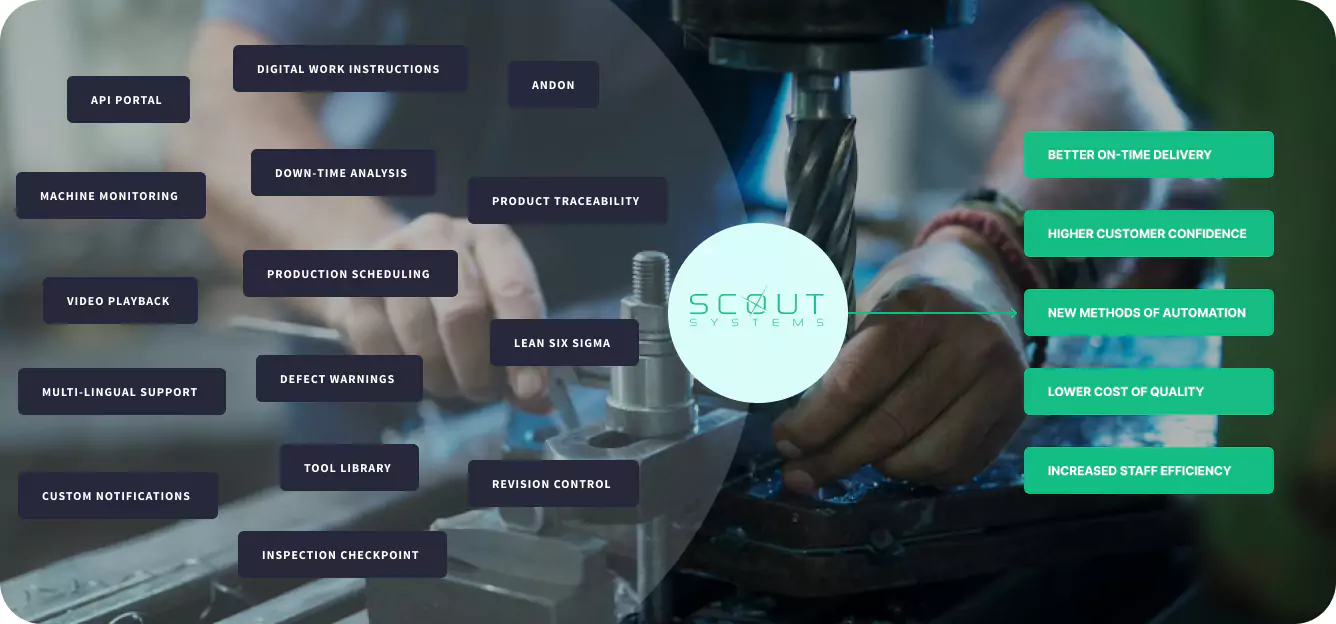 DIGITAL WORK INSTRUCTIONS
ANDON
API PORTAL
DOWN-TIME ANALYSIS
MACHINE MONITORING
PRODUCT TRACEABILITY
PRODUCTION SCHEDULING
VIDEO PLAYBACK
LEAN SIX SIGMA
DEFECT WARNINGS
MULTI-LINGUAL SUPPORT
TOOL LIBRARY
REVISION CONTROL
CUSTOM NOTIFICATIONS
INSPECTION CHECKPOINT
SCOUT
SYSTEMS
BETTER ON-TIME DELIVERY
HIGHER CUSTOMER CONFIDENCE
NEW METHODS OF AUTOMATION
LOWER COST OF QUALITY
INCREASED STAFF EFFICIENCY